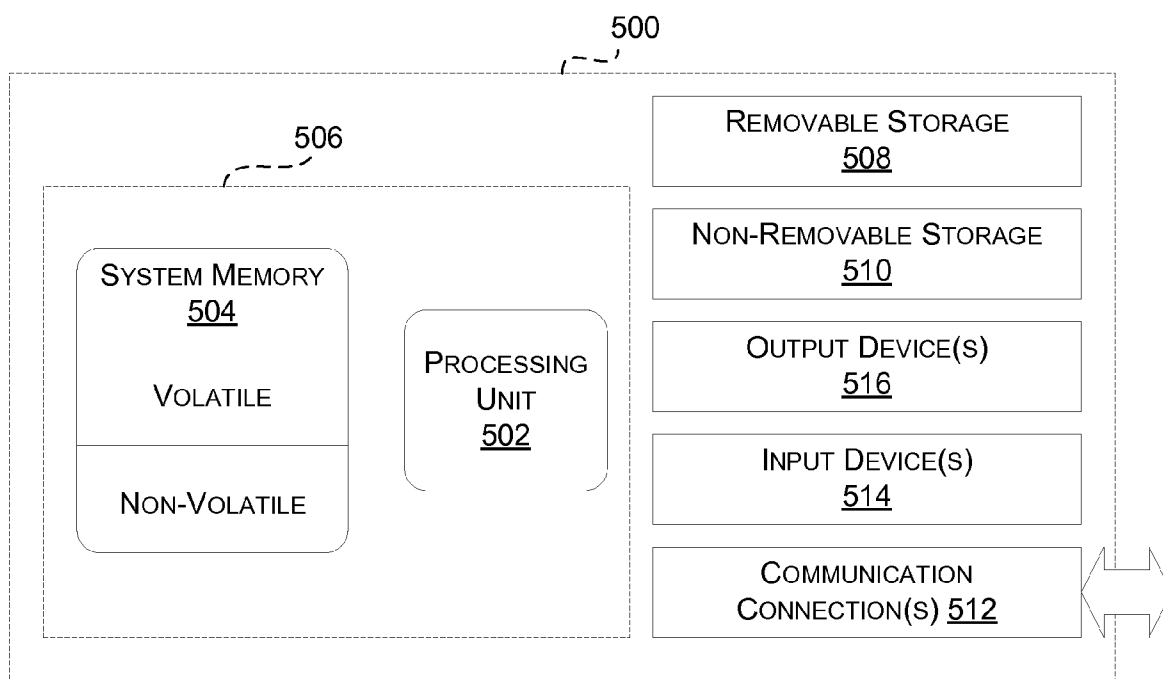 500
506
SYSTEM MEMORY
504
VOLATILE
NON-VOLATILE
PROCESSING
UNIT
502
REMOVABLE STORAGE
508
NON-REMOVABLE STORAGE
510
OUTPUT DEVICE(S)
516
INPUT DEVICE(S)
514
COMMUNICATION
CONNECTION(S) 512